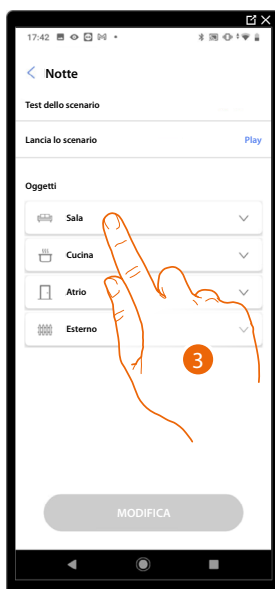 17:42
Notte
Test dello scenario
Lancia lo scenario Play
Oggetti
Sala
Cucina
Atrio
Esterno
3
MODIFICA